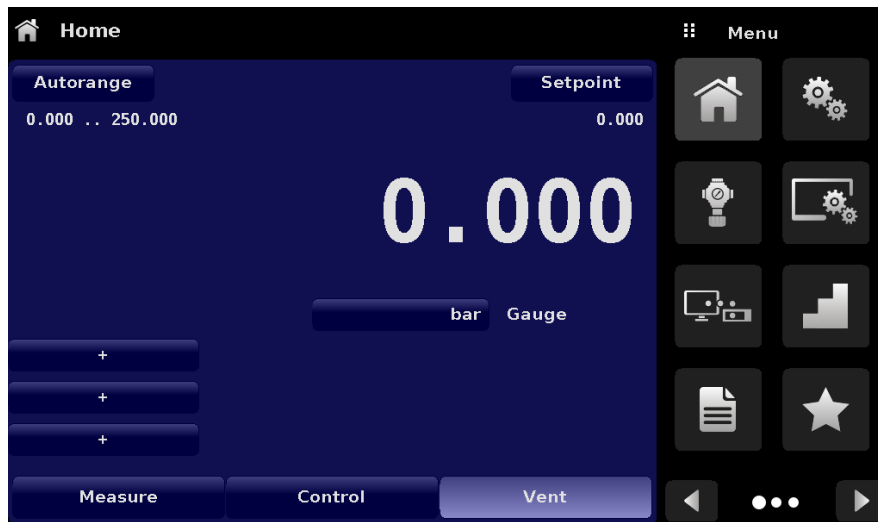 Home
Menu
Autorange
Setpoint
0.000 .. 250.000
0.000
0.000
bar Gauge
+
+
+
Measure Control Vent